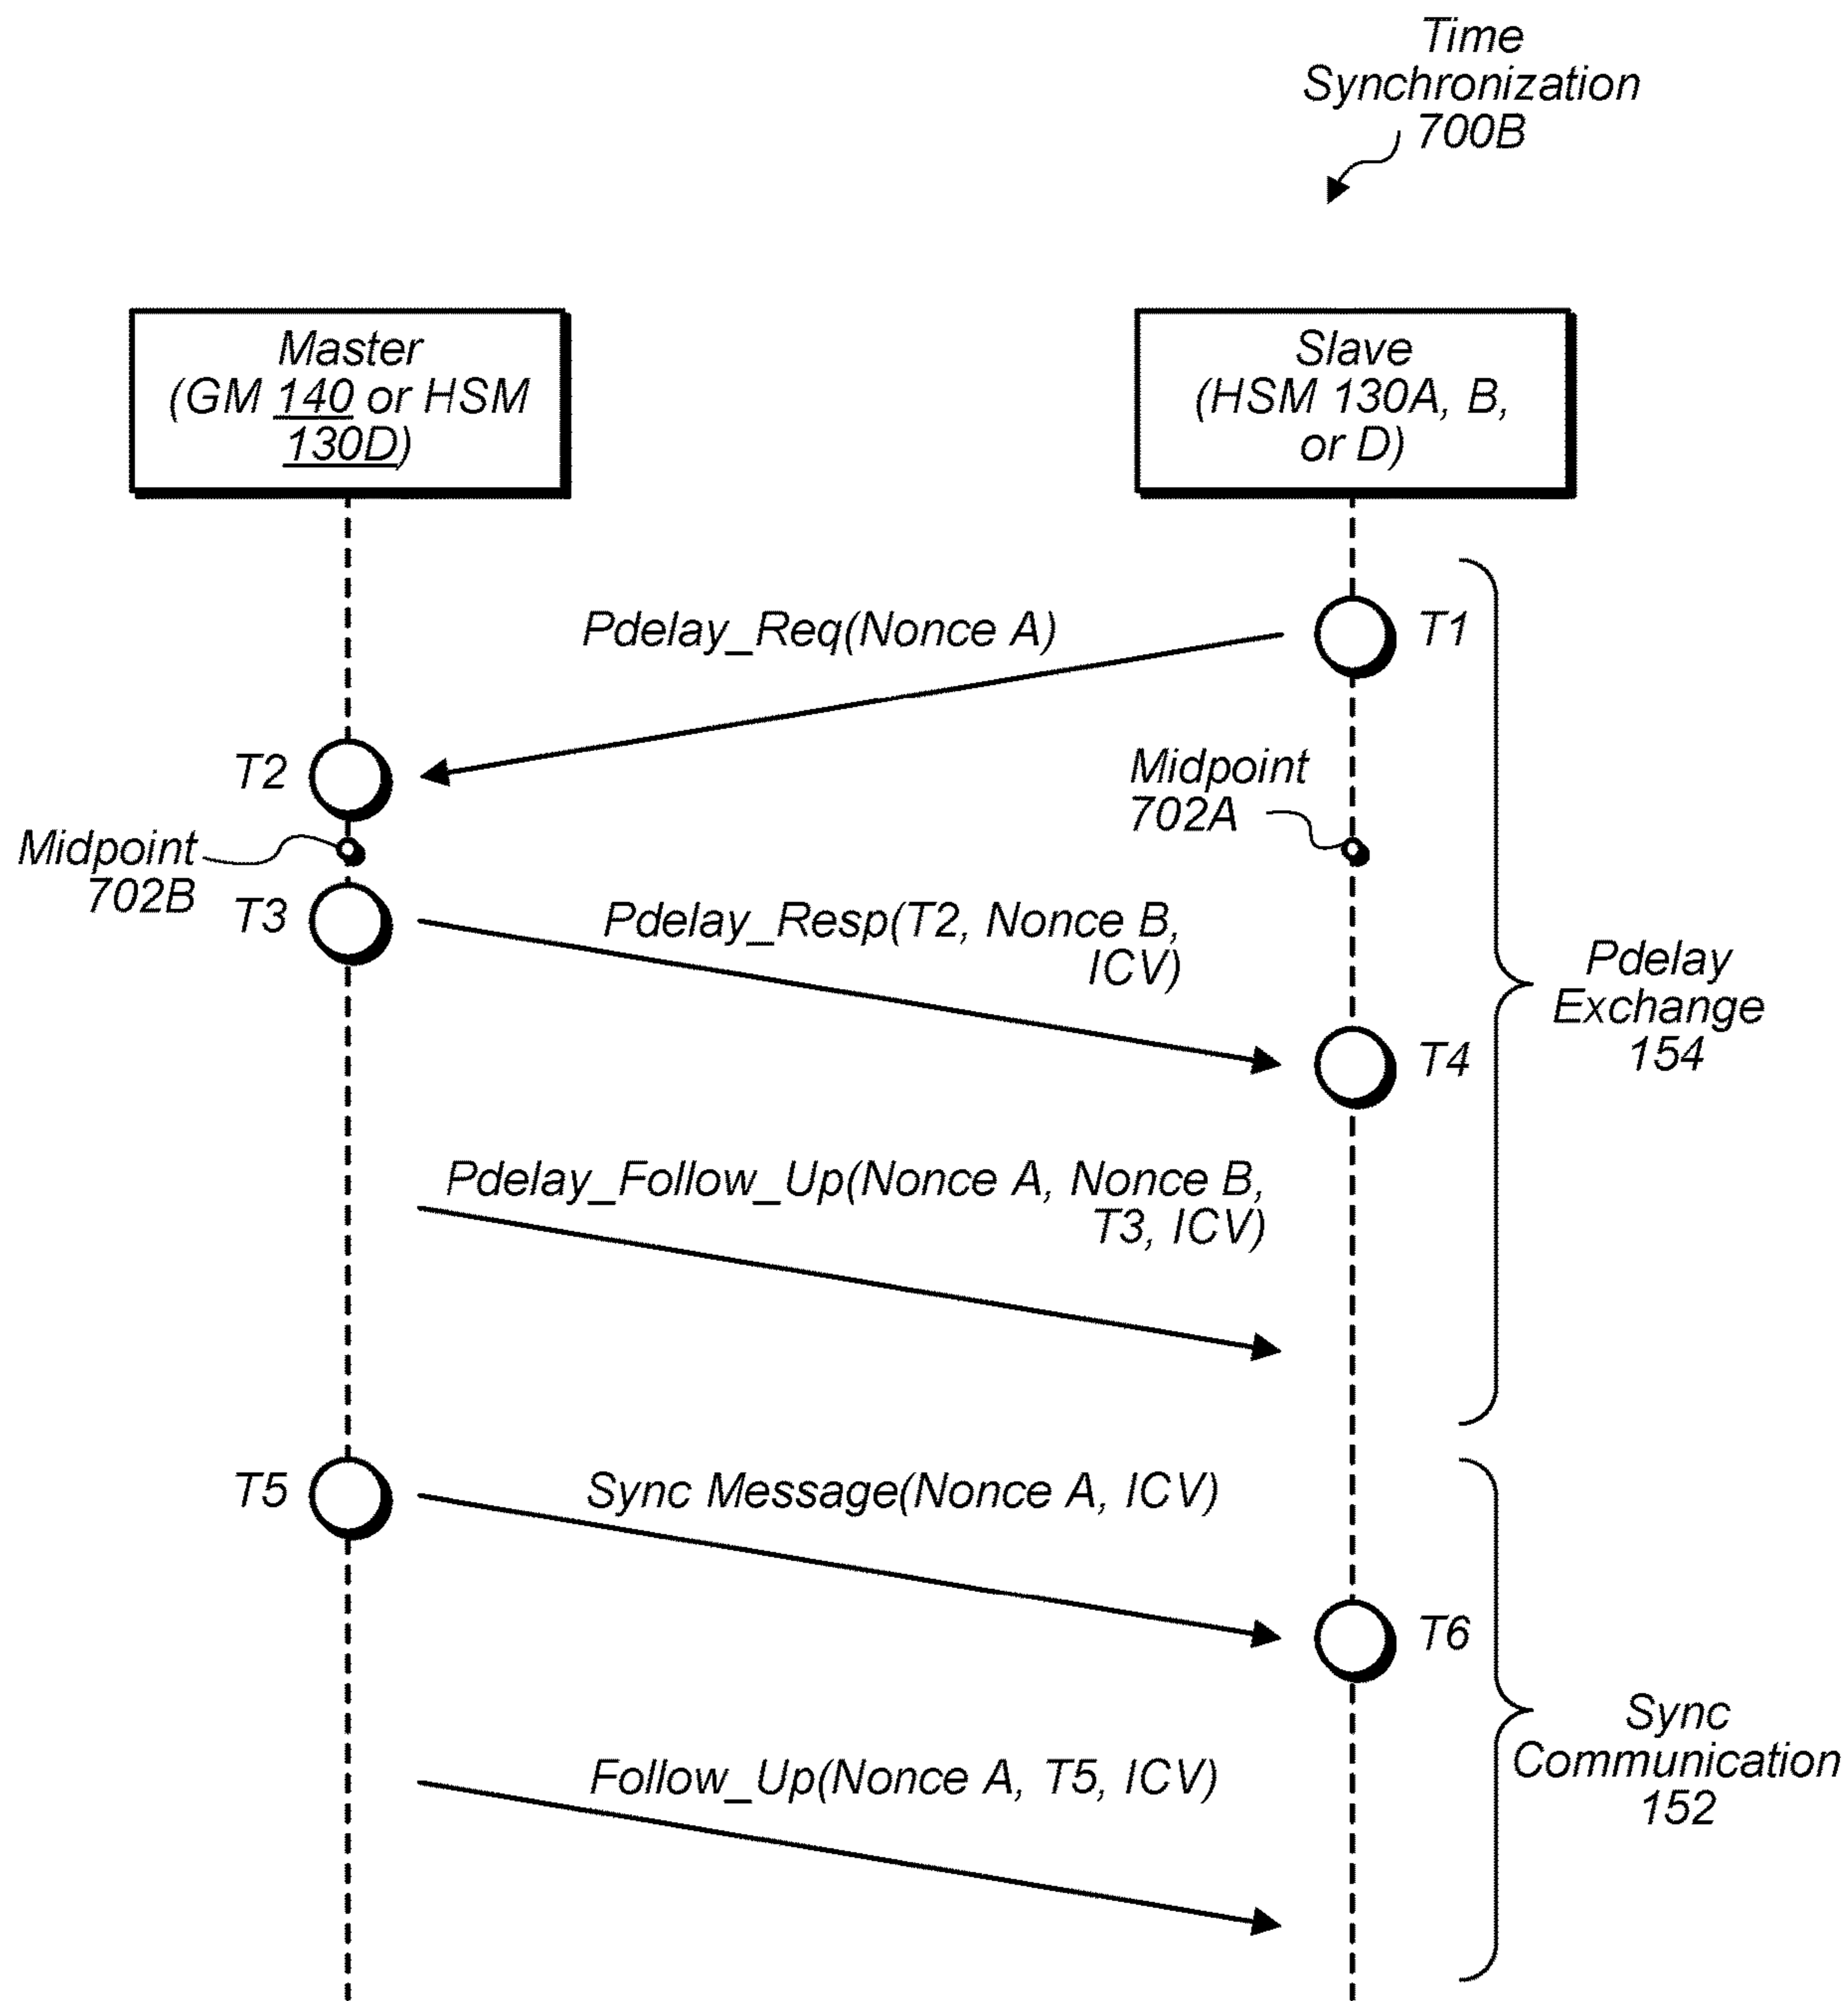 Time
Synchronization
700B
Master
(GM 140 or HSM
130D)
Slave
(HSM 130A, B,
or D)
Pdelay_Req(Nonce A)
T1
T2
Midpoint
702A
Midpoint
702B
T3
Pdelay_Resp(T2, Nonce B,
ICV)
Pdelay
Exchange
154
T4
Pdelay_Follow_Up(Nonce A, Nonce B,
T3, ICV)
T5
Sync Message(Nonce A, ICV)
T6
Sync
Communication
152
Follow_Up(Nonce A, T5, ICV)